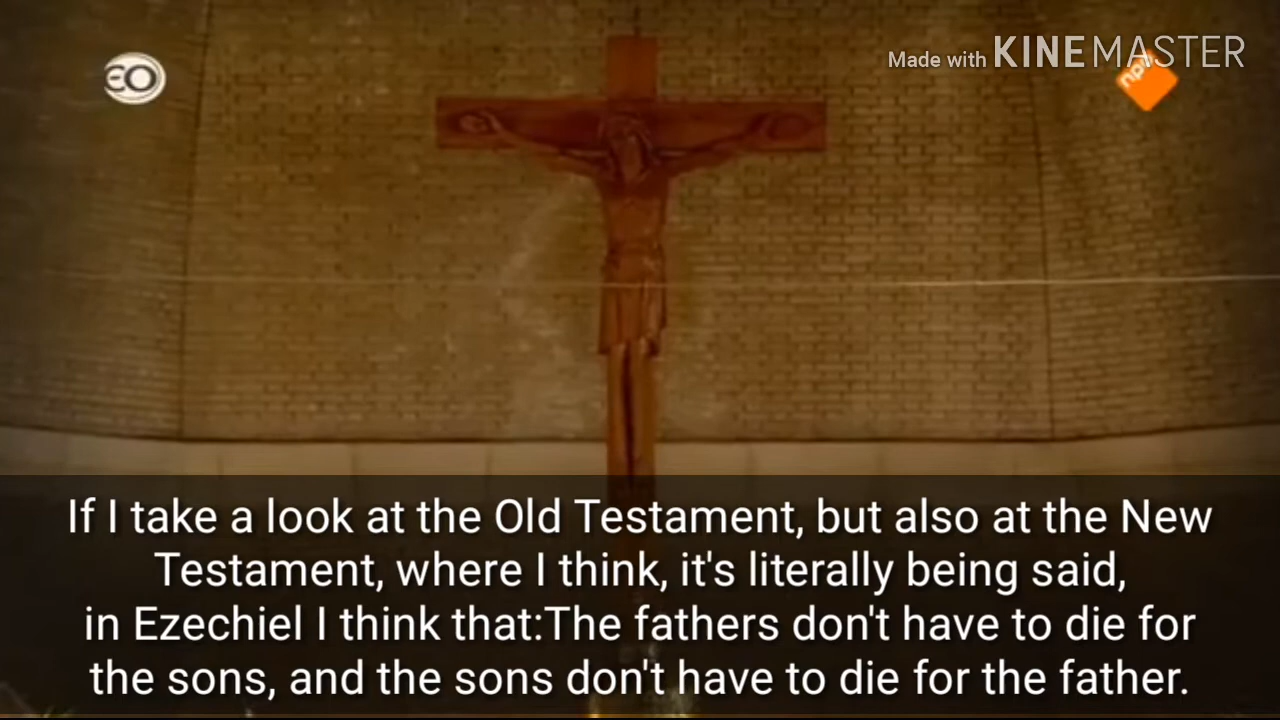 EO
Made with KINEMASTER
npo
If I take a look at the Old Testament, but also at the New
Testament, where I think, it's literally being said,
in Ezechiel I think that:The fathers don't have to die for
the sons, and the sons don't have to die for the father.